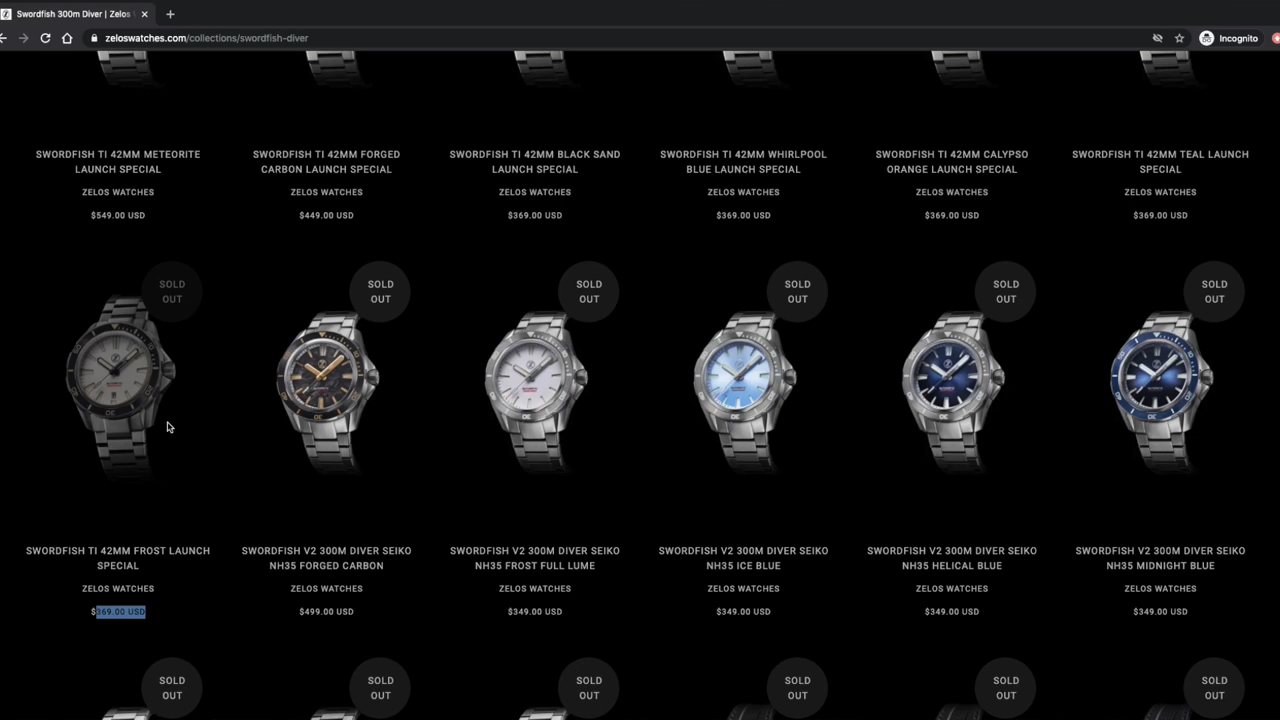 Swordfish 300m Diver | Zelos
zeloswatches.com/collections/swordfish-diver
Incognito
SWORDFISH TI 42MM METEORITE
LAUNCH SPECIAL
ZELOS WATCHES
$549.00 USD
SWORDFISH TI 42MM FORGED
CARBON LAUNCH SPECIAL
ZELOS WATCHES
$449.00 USD
SWORDFISH TI 42MM BLACK SAND
LAUNCH SPECIAL
ZELOS WATCHES
$369.00 USD
SWORDFISH TI 42MM WHIRLPOOL
BLUE LAUNCH SPECIAL
ZELOS WATCHES
$369.00 USD
SWORDFISH TI 42MM CALYPSO
ORANGE LAUNCH SPECIAL
ZELOS WATCHES
$369.00 USD
SWORDFISH TI 42MM TEAL LAUNCH
SPECIAL
ZELOS WATCHES
$369.00 USD
SOLD
OUT
SWORDFISH TI 42MM FROST LAUNCH
SPECIAL
ZELOS WATCHES
$369.00 USD
SOLD
OUT
SWORDFISH V2 300M DIVER SEIKO
NH35 FORGED CARBON
ZELOS WATCHES
$499.00 USD
SOLD
OUT
SWORDFISH V2 300M DIVER SEIKO
NH35 FROST FULL LUME
ZELOS WATCHES
$349.00 USD
SOLD
OUT
SWORDFISH V2 300M DIVER SEIKO
NH35 ICE BLUE
ZELOS WATCHES
$349.00 USD
SOLD
OUT
SWORDFISH V2 300M DIVER SEIKO
NH35 HELICAL BLUE
ZELOS WATCHES
$349.00 USD
SOLD
OUT
SWORDFISH V2 300M DIVER SEIKO
NH35 MIDNIGHT BLUE
ZELOS WATCHES
$349.00 USD
SOLD
OUT
SOLD
OUT
SOLD
OUT
SOLD
OUT
SOLD
OUT
SOLD
OUT